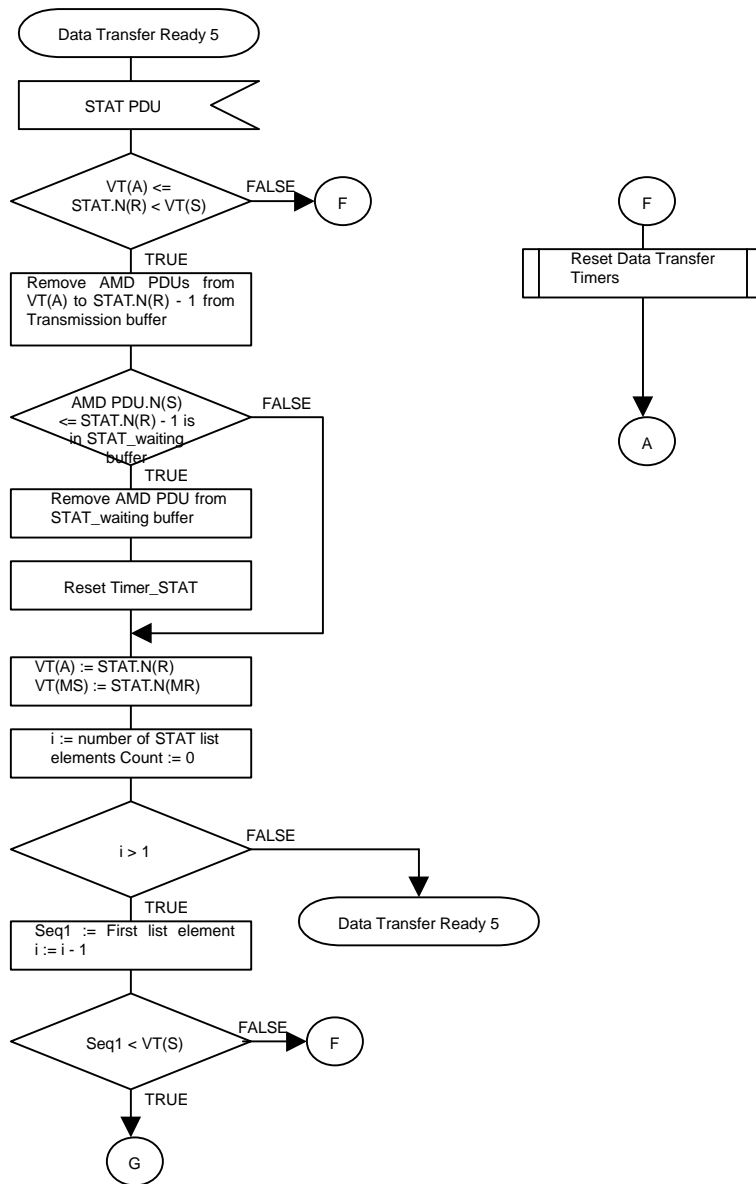 Data Transfer Ready 5
STAT PDU
VT(A) <=
STAT.N(R) < VT(S)
FALSE
F
TRUE
Remove AMD PDUs from
VT(A) to STAT.N(R) - 1 from
Transmission buffer
AMD PDU.N(S)
<= STAT.N(R) - 1 is
in STAT_waiting
buffer
FALSE
TRUE
Remove AMD PDU from
STAT_waiting buffer
Reset Timer_STAT
VT(A) := STAT.N(R)
VT(MS) := STAT.N(MR)
i := number of STAT list
elements Count := 0
i > 1
FALSE
Data Transfer Ready 5
TRUE
Seq1 := First list element
i := i - 1
Seq1 < VT(S)
FALSE
F
TRUE
G
F
Reset Data Transfer
Timers
A